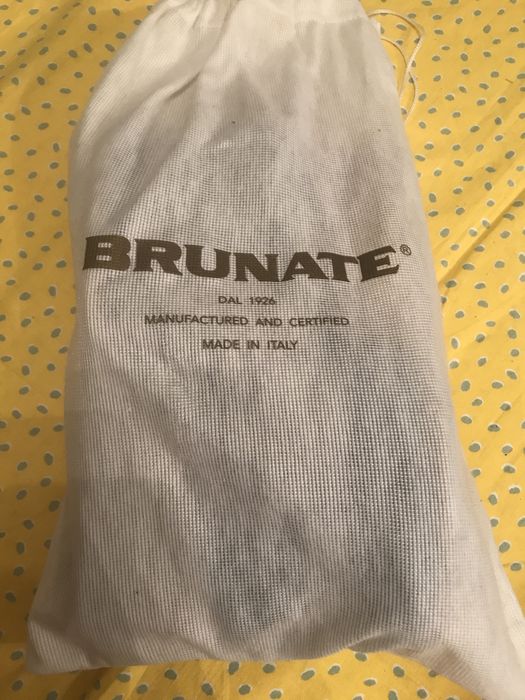 BRUNATE®
DAL 1926
MANUFACTURED AND CERTIFIED
MADE IN ITALY